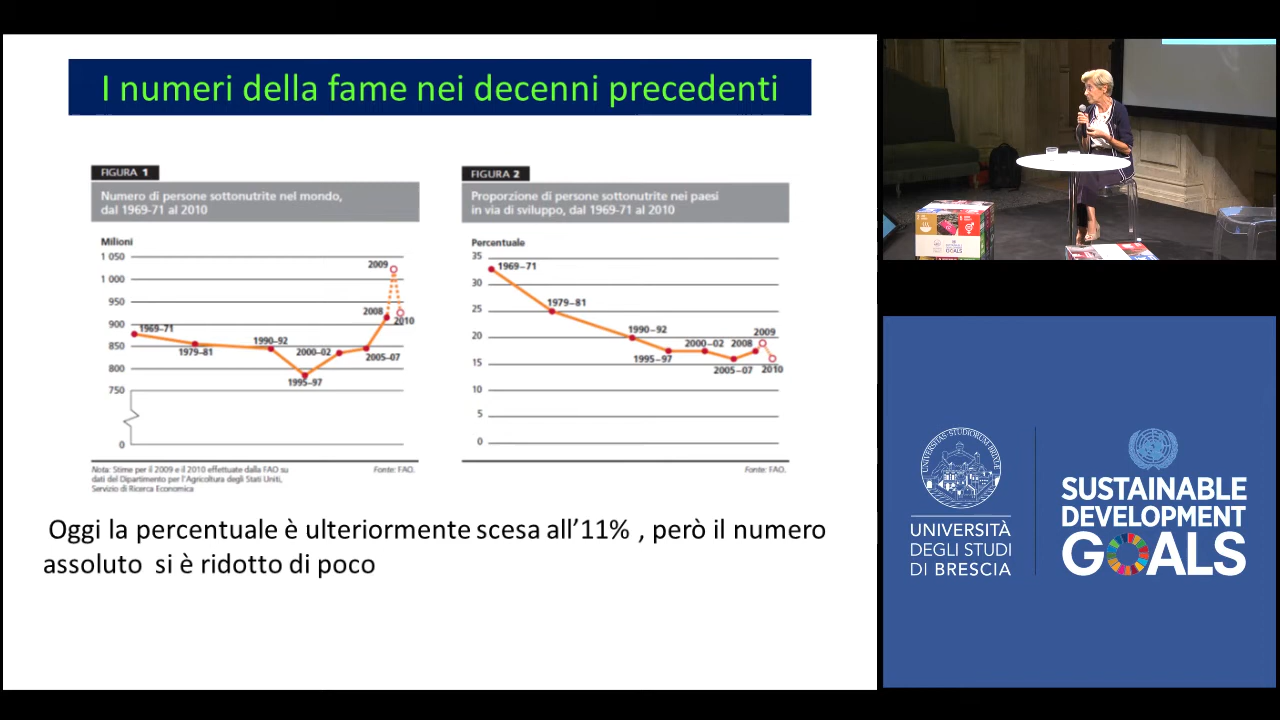 I numeri della fame nei decenni precedenti
FIGURA 1
Numero di persone sottonutrite nel mondo,
dal 1969-71 al 2010
Milioni
1 050
1 000
950
900
850
800
750
0
1969–71
1979–81
1990–92
1995–97
2000–02
2005–07
2008
2009
2010
Nota: Stime per il 2009 e il 2010 effettuate dalla FAO su
dati del Dipartimento per l'Agricoltura degli Stati Uniti,
Servizio di Ricerca Economica
Fonte: FAO.
FIGURA 2
Proporzione di persone sottonutrite nei paesi
in via di sviluppo, dal 1969-71 al 2010
Percentuale
35
30
25
20
15
10
5
0
1969–71
1979–81
1990–92
1995–97
2000–02
2005–07
2008
2009
2010
Fonte: FAO.
Oggi la percentuale è ulteriormente scesa all’11% , però il numero
assoluto si è ridotto di poco
UNIVERSITÀ
DEGLI STUDI
DI BRESCIA
SUSTAINABLE
DEVELOPMENT
GOALS
GOALS